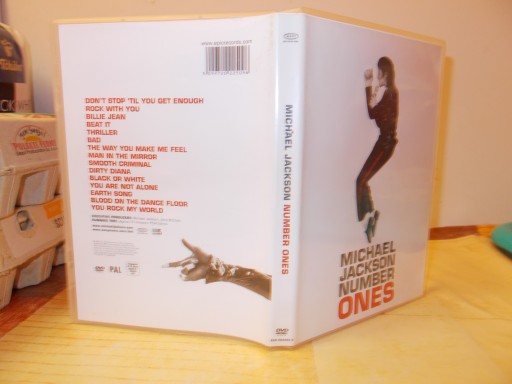 www.epicrecords.com
DON'T STOP 'TIL YOU GET ENOUGH
ROCK WITH YOU
BILLIE JEAN
BEAT IT
THRILLER
BAD
THE WAY YOU MAKE ME FEEL
MAN IN THE MIRROR
SMOOTH CRIMINAL
DIRTY DIANA
BLACK OR WHITE
YOU ARE NOT ALONE
EARTH SONG
BLOOD ON THE DANCE FLOOR
YOU ROCK MY WORLD
PAL
MICHAEL JACKSON NUMBER ONES
DVD
MICHAEL
JACKSON
NUMBER
ONES